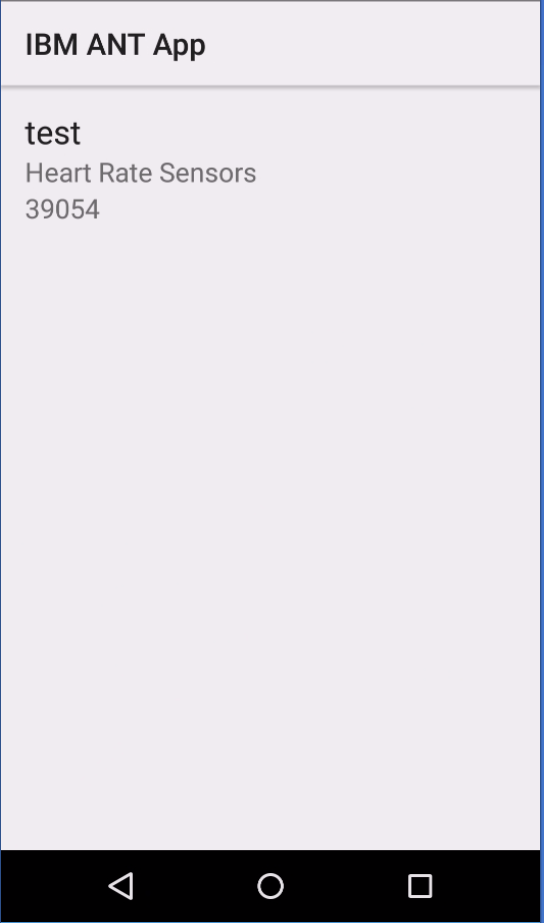 IBM ANT App
test
Heart Rate Sensors
39054